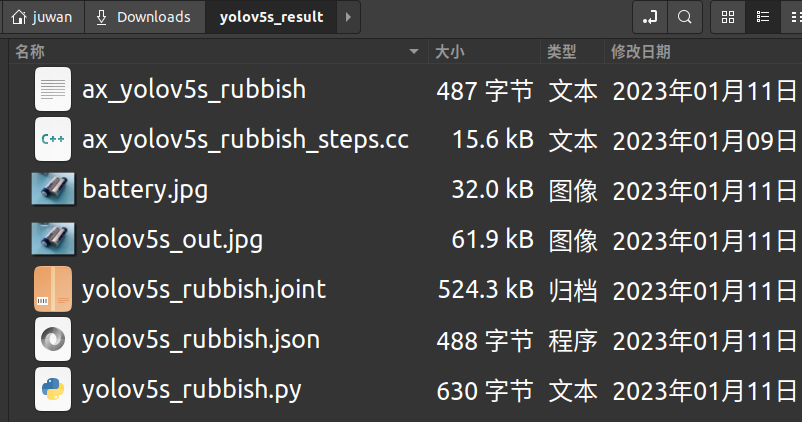 juwan Downloads yolov5s_result
名称 大小 类型 修改日期
ax_yolov5s_rubbish 487 字节 文本 2023年01月11日
C++ ax_yolov5s_rubbish_steps.cc 15.6 kB 文本 2023年01月09日
battery.jpg 32.0 kB 图像 2023年01月11日
yolov5s_out.jpg 61.9 kB 图像 2023年01月11日
yolov5s_rubbish.joint 524.3 kB 归档 2023年01月11日
yolov5s_rubbish.json 488 字节 程序 2023年01月11日
yolov5s_rubbish.py 630 字节 文本 2023年01月11日